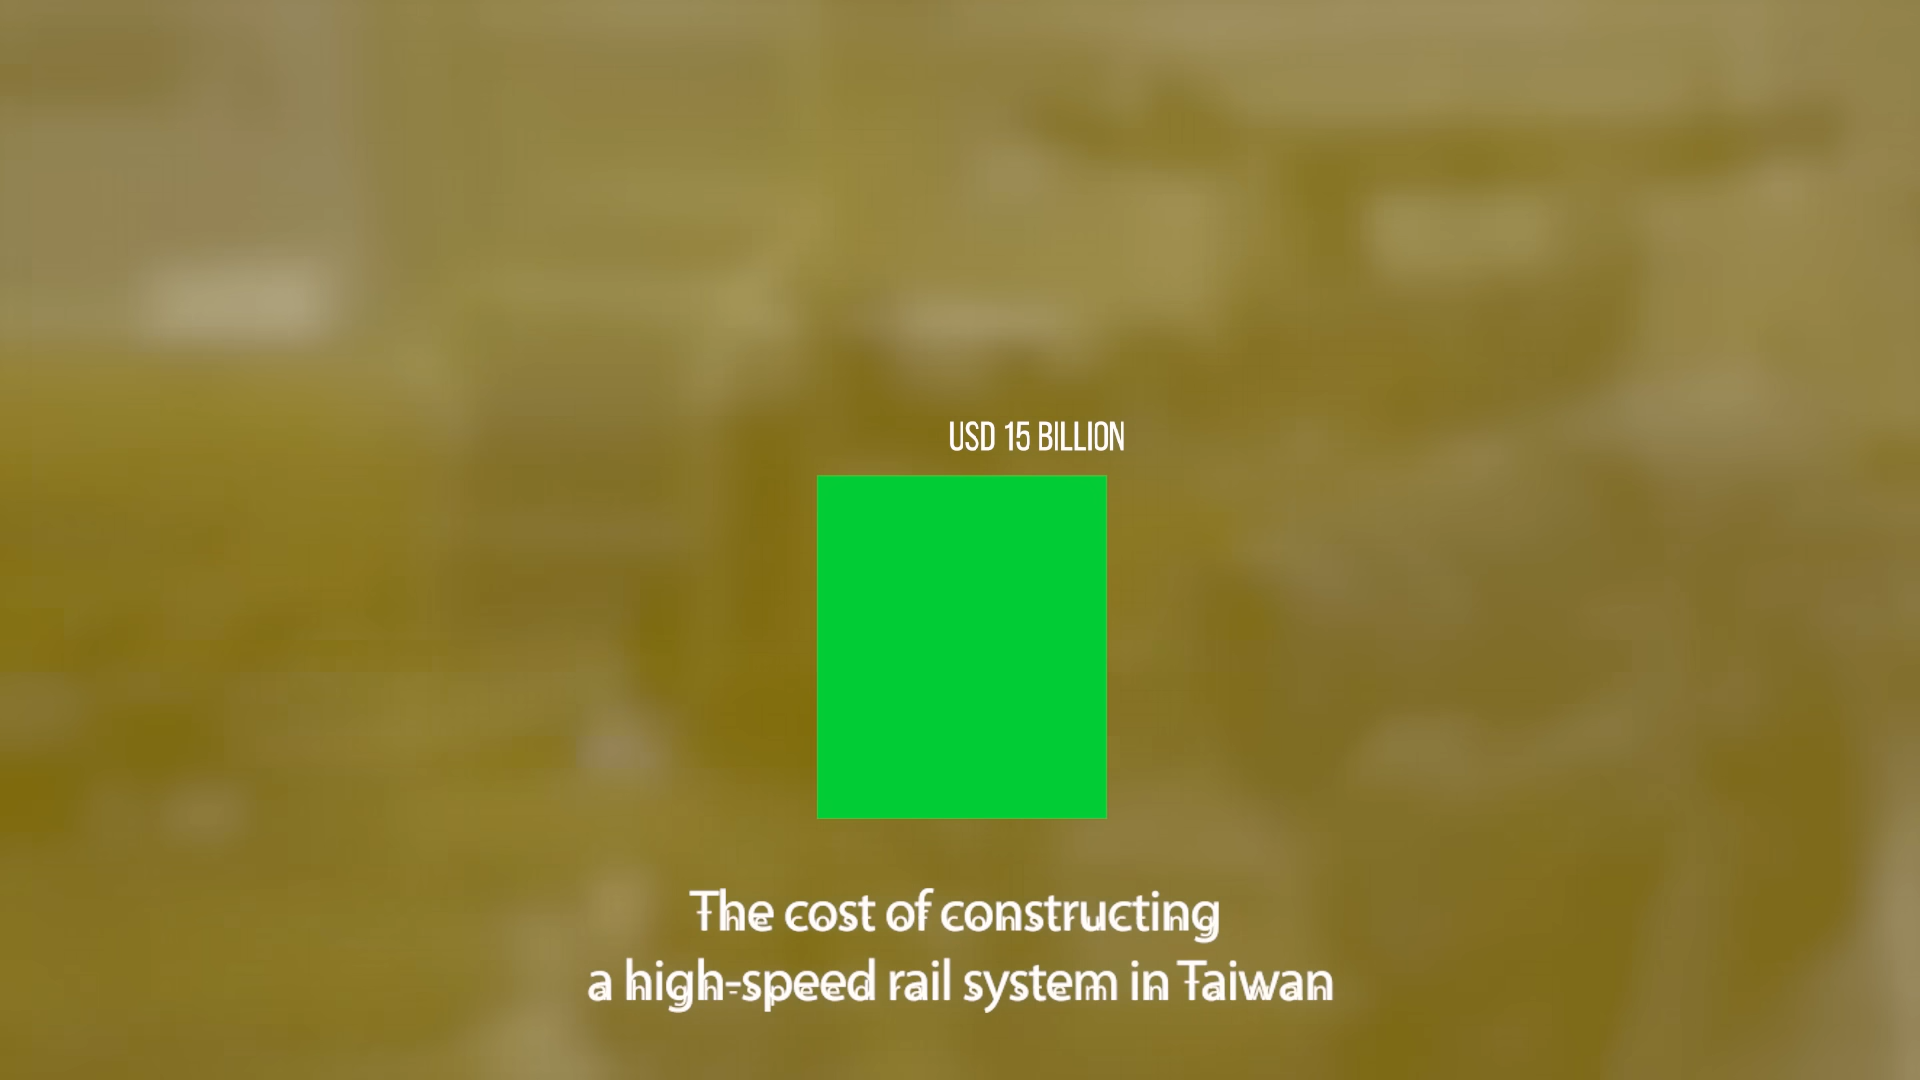 USD 15 BILLION
The cost of constructing
a high-speed rail system in Taiwan